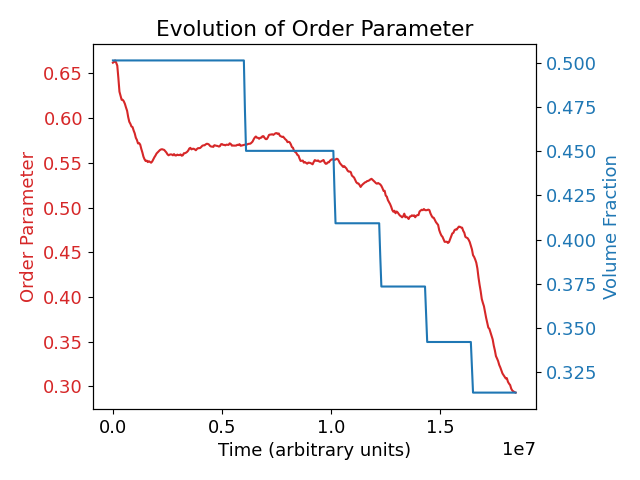 Evolution of Order Parameter
0.65
0.60
0.55
0.50
0.45
0.40
0.35
0.30
Order Parameter
0.500
0.475
0.450
0.425
0.400
0.375
0.350
0.325
Volume Fraction
0.0 0.5 1.0 1.5
Time (arbitrary units)
1e7